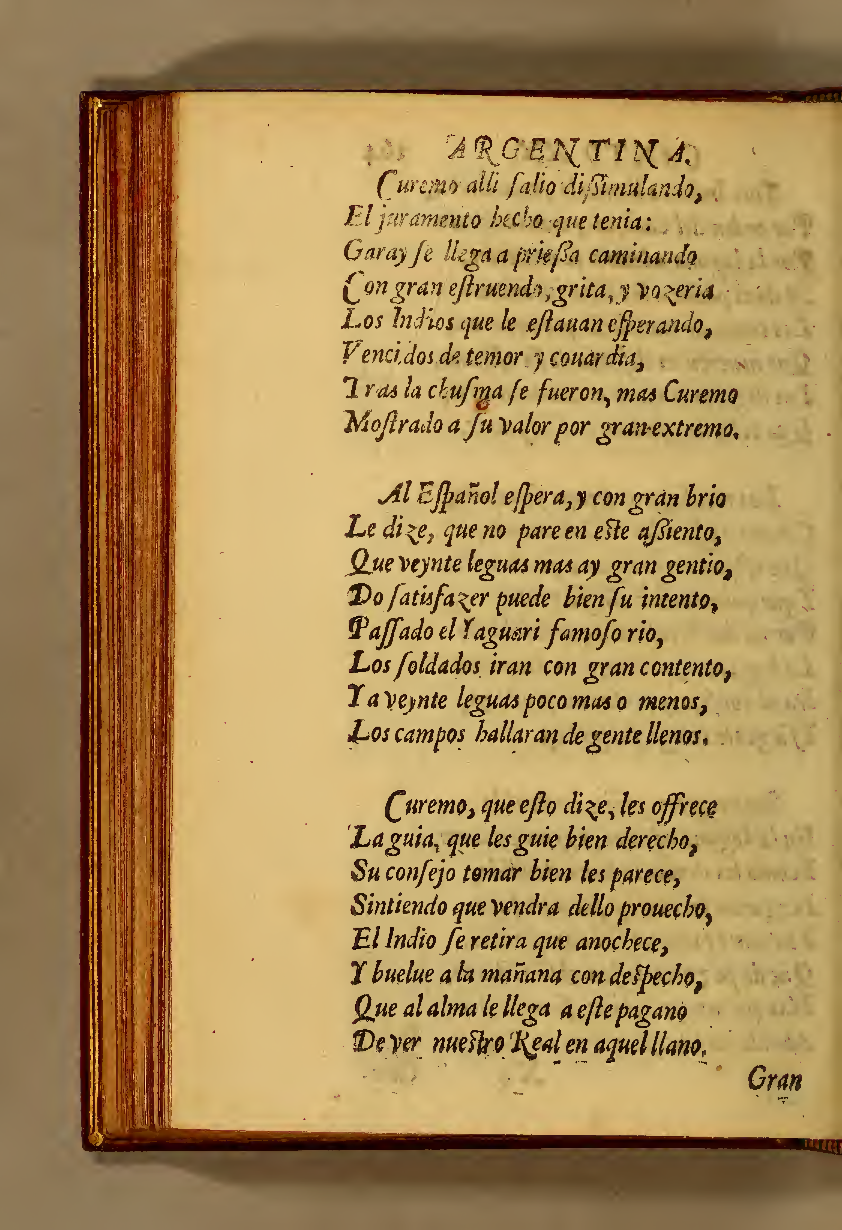 ARGENTINA.
Curemo alli ſalio diſsimulando,
El juramento hecho que tenia:
Garay ſe llega a prieſſa caminando
Con gran eſtruendo, grita, y vozeria
Los Indios que le eſtauan eſperando,
Vencidos de temor y couardia,
Tras la chuſma ſe fueron, mas Curemo
Moſtrado a ſu valor por gran extremo.
Al Eſpañol eſpera, y con gran brio
Le dize, que no pare en eſte aſsiento,
Que veynte leguas mas ay gran gentio,
Do ſatisfazer puede bien ſu intento,
Paſſado el Yaguari famoſo rio,
Los ſoldados iran con gran contento,
Y a veynte leguas poco mas o menos,
Los campos hallaran de gente llenos.
Curemo, que eſto dize, les offrece
La guia, que les guie bien derecho,
Su conſejo tomar bien les parece,
Sintiendo que vendra dello prouecho,
El Indio ſe retira que anochece,
Y buelue a la mañana con deſpecho,
Que al alma le llega a eſte pagano
De ver nueſtro Real en aquel llano.
Gran